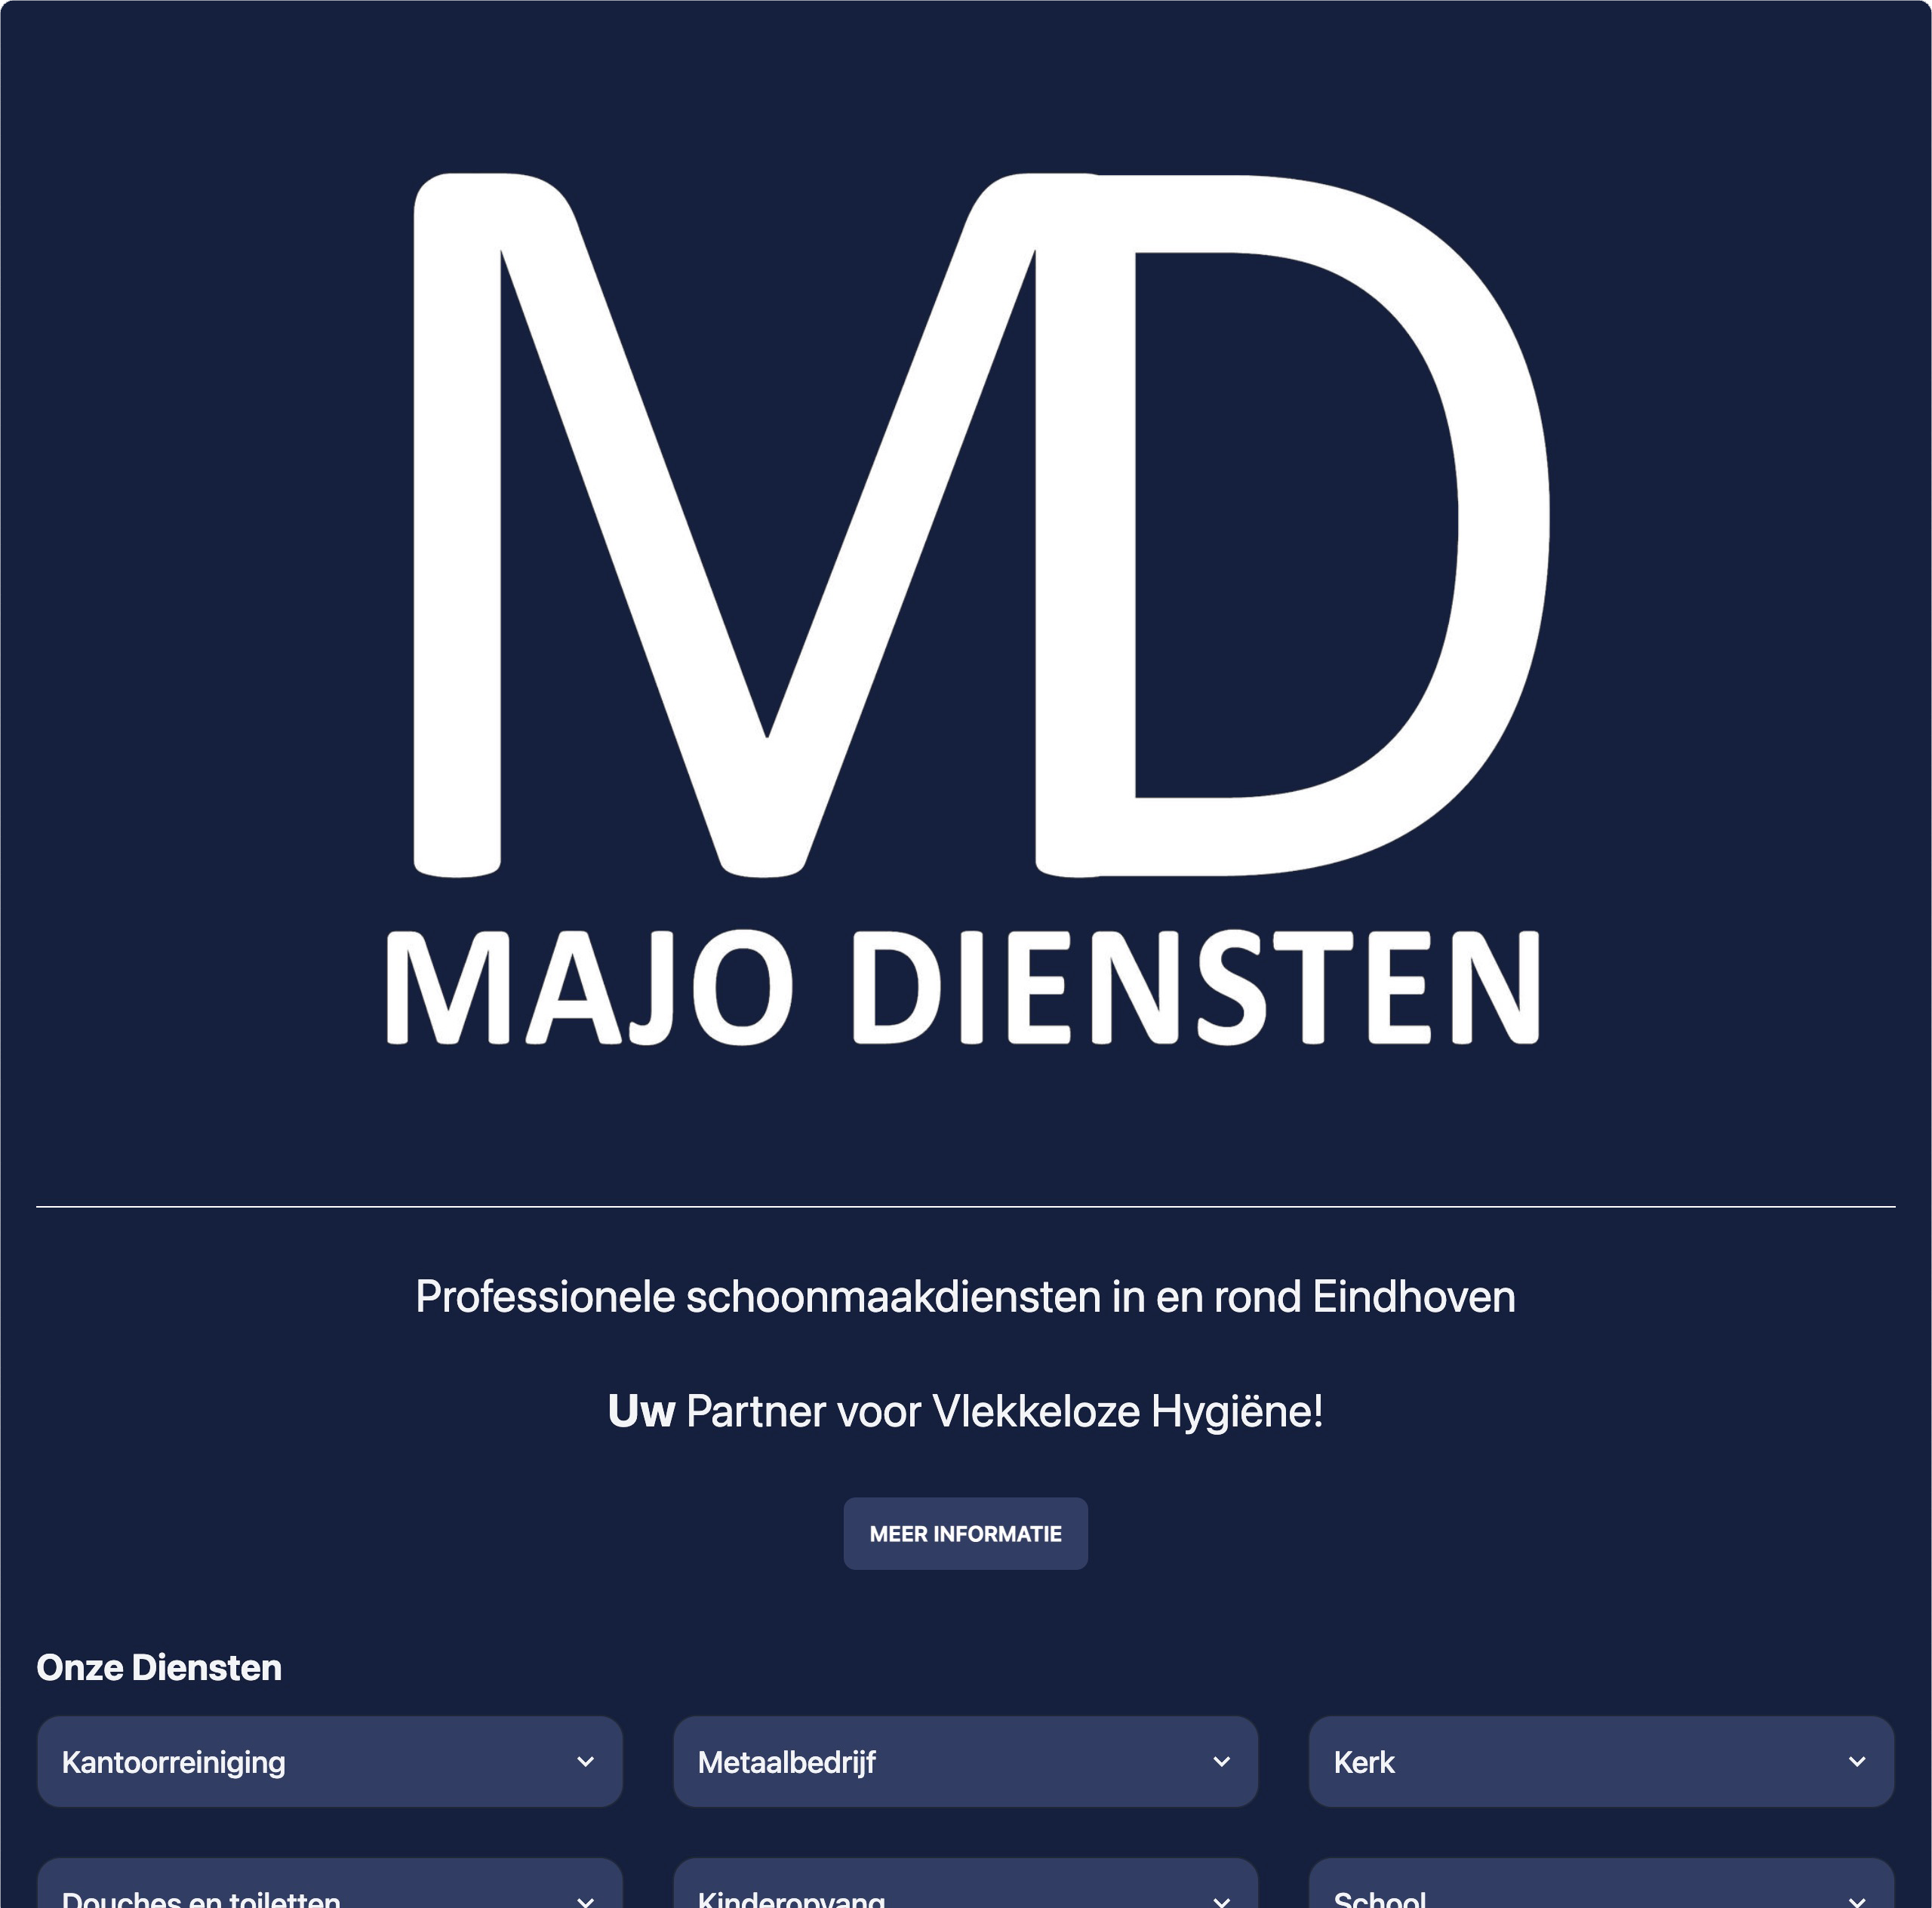 MD
MAJO DIENSTEN
Professionele schoonmaakdiensten in en rond Eindhoven
Uw Partner voor Vlekkeloze Hygiëne!
MEER INFORMATIE
Onze Diensten
Kantoorreiniging
Metaalbedrijf
Kerk
Douches en toiletten
Kinderopvang
School